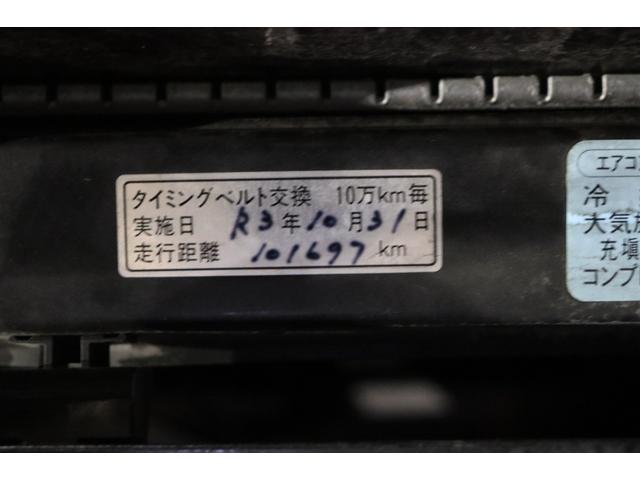 タイミングベルト交換 10万km毎
実施日 R3年10月31日
走行距離 101697 km
エアコ
冷
大気
充填
コンプ